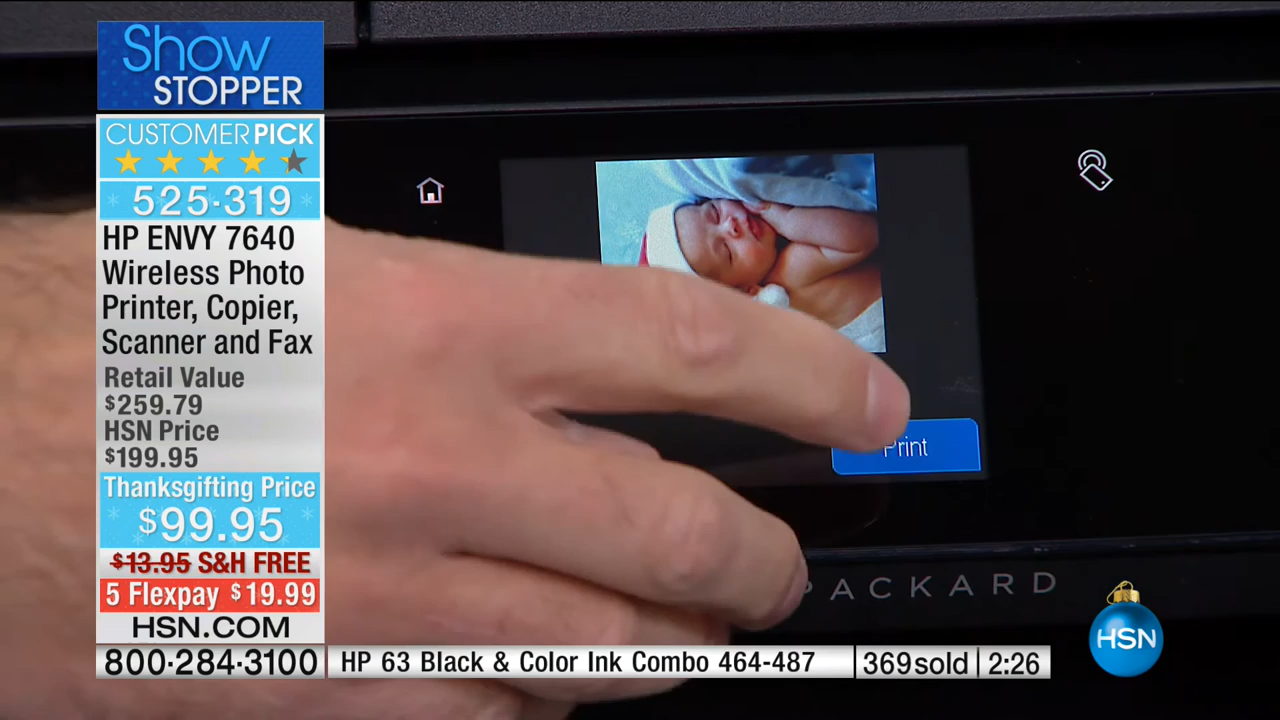 Show
STOPPER
CUSTOMER PICK
525·319
HP ENVY 7640
Wireless Photo
Printer, Copier,
Scanner and Fax
Retail Value
$259.79
HSN Price
$199.95
Thanksgifting Price
$99.95
$13.95 S&H FREE
5 Flexpay $19.99
HSN.COM
800·284·3100
HP 63 Black & Color Ink Combo 464-487
369 sold
2:26
Print
PACKARD
HSN